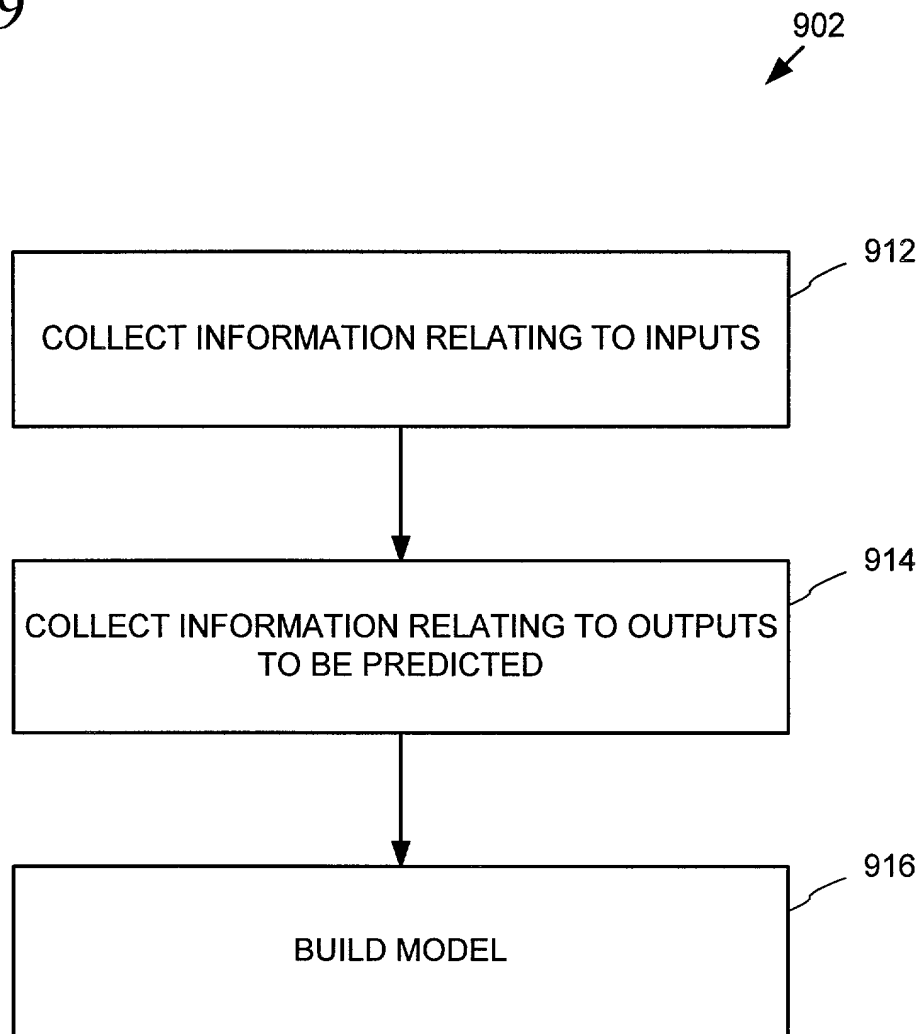 9
902
912
COLLECT INFORMATION RELATING TO INPUTS
914
COLLECT INFORMATION RELATING TO OUTPUTS
TO BE PREDICTED
916
BUILD MODEL